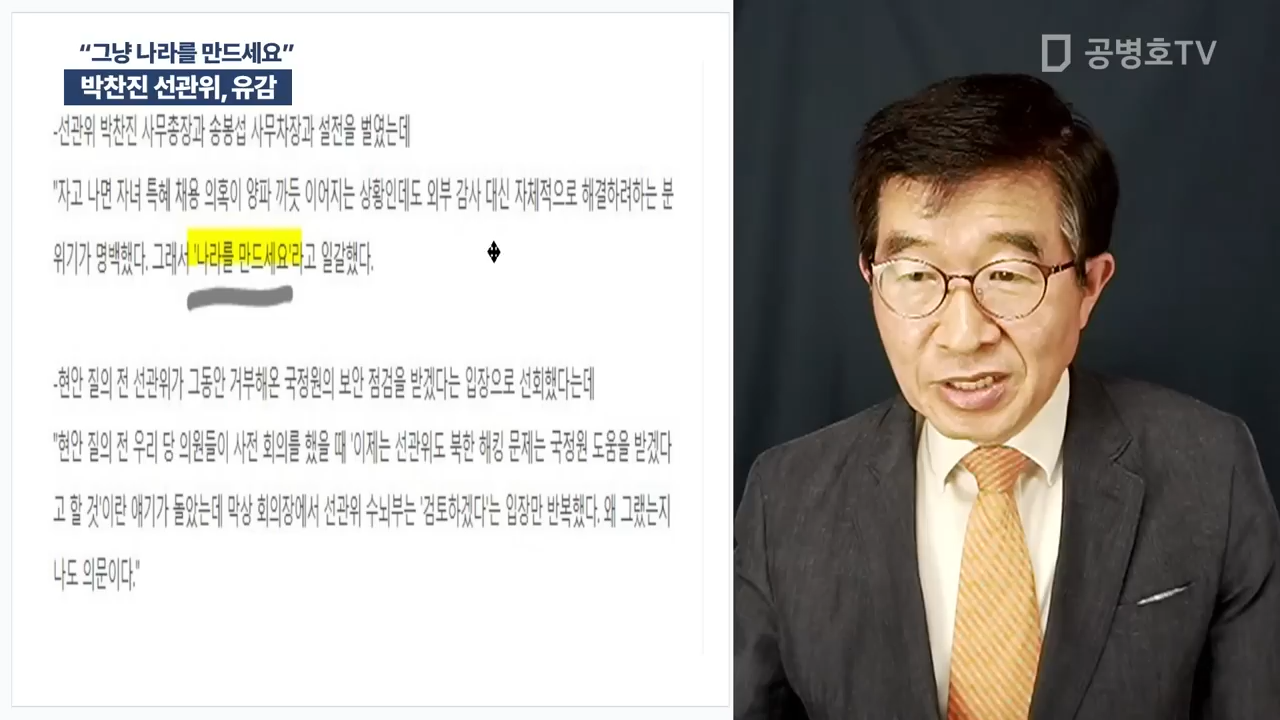 “그냥 나라를 만드세요”
박찬진 선관위, 유감
공병호TV
-선관위 박찬진 사무총장과 송봉섭 사무차장과 설전을 벌였는데
"자고 나면 자녀 특혜 채용 의혹이 양파 까듯 이어지는 상황인데도 외부 감사 대신 자체적으로 해결하려하는 분
위기가 명백했다. 그래서 '나라를 만드세요'라고 일갈했다.
-현안 질의 전 선관위가 그동안 거부해온 국정원의 보안 점검을 받겠다는 입장으로 선회했다는데
"현안 질의 전 우리 당 의원들이 사전 회의를 했을 때 '이제는 선관위도 북한 해킹 문제는 국정원 도움을 받겠다
고 할 것'이란 얘기가 돌았는데 막상 회의장에서 선관위 수뇌부는 '검토하겠다'는 입장만 반복했다. 왜 그랬는지
나도 의문이다."